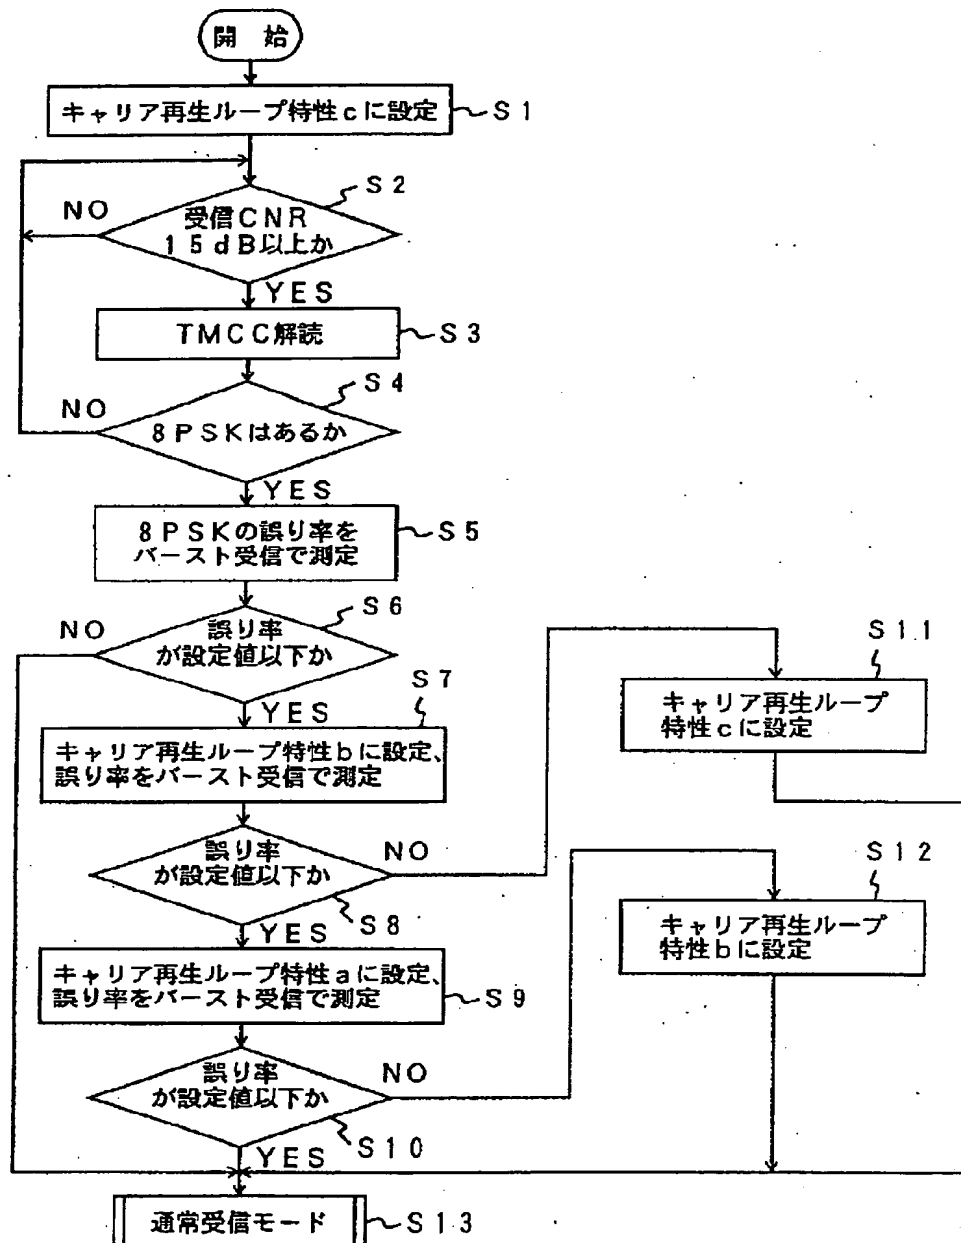 開 始
キャリア再生ループ特性cに設定
S1
S2
NO
受信CNR
15dB以上か
YES
TMCC解読
S3
S4
NO
8PSKはあるか
YES
8PSKの誤り率を
バースト受信で測定
S5
S6
NO
誤り率
が設定値以下か
YES
S7
キャリア再生ループ特性bに設定、
誤り率をバースト受信で測定
S11
キャリア再生ループ
特性cに設定
誤り率
が設定値以下か
NO
S8
YES
S12
キャリア再生ループ
特性bに設定
キャリア再生ループ特性aに設定、
誤り率をバースト受信で測定
S9
誤り率
が設定値以下か
NO
S10
YES
通常受信モード
S13